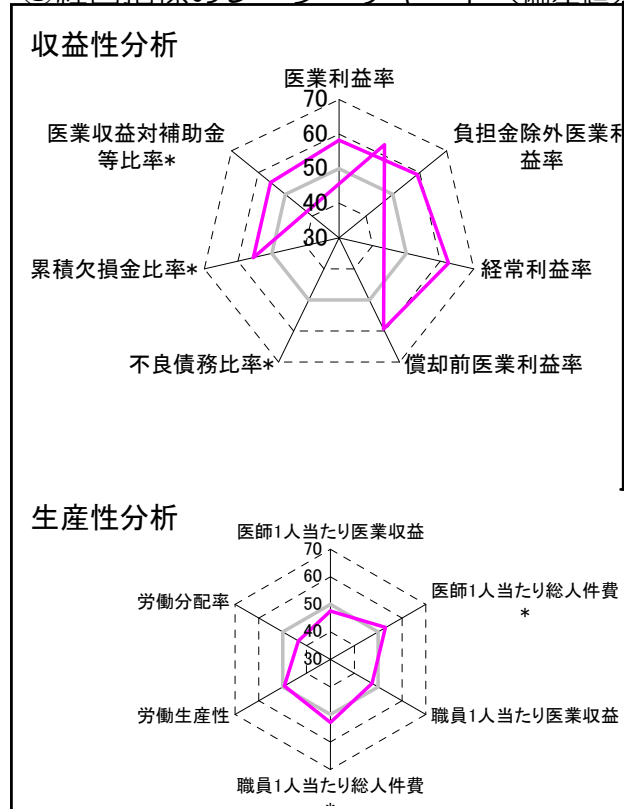 収益性分析
医業利益率
70
60
50
40
30
負担金除外医業利
益率
経常利益率
償却前医業利益率
不良債務比率*
累積欠損金比率*
医業収益対補助金
等比率*
生産性分析
医師1人当たり医業収益
70
60
50
40
30
医師1人当たり総人件費
*
職員1人当たり医業収益
職員1人当たり総人件費
*
労働生産性
労働分配率